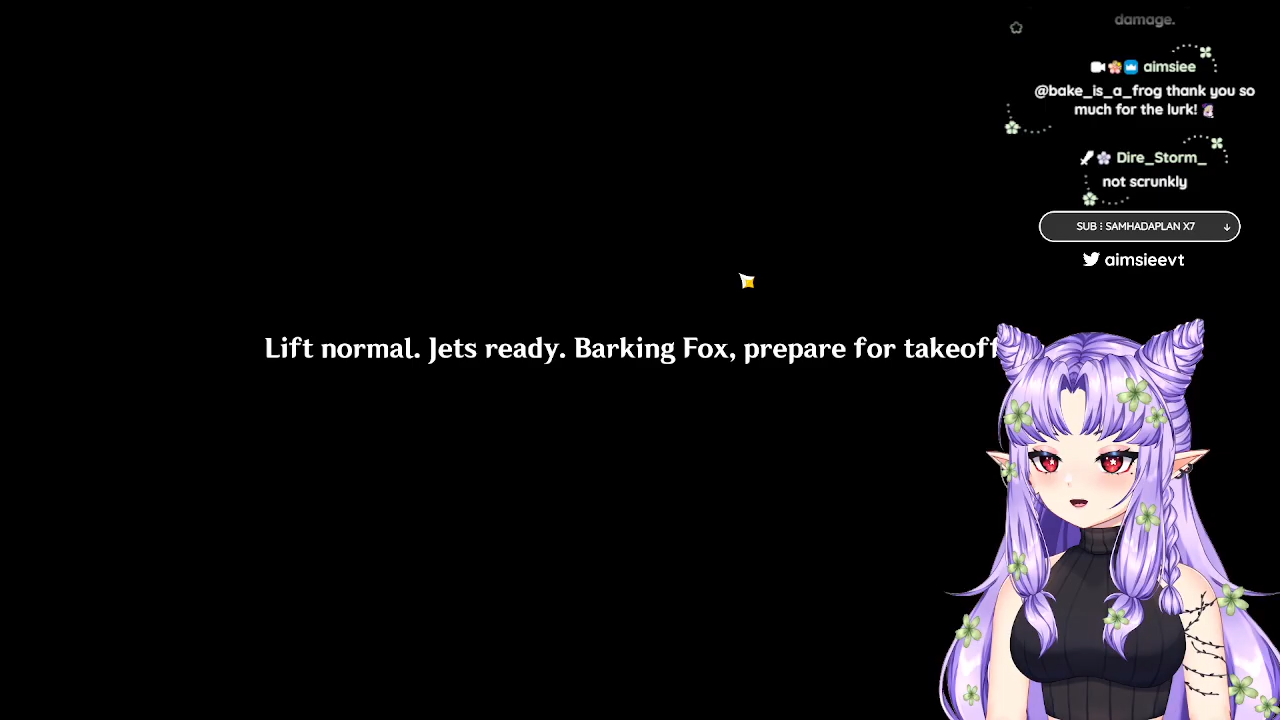 damage.
aimsiee
@bake_is_a_frog thank you so
much for the lurk!
Dire_Storm_
not scrunkly
SUB : SAMHADAPLAN X7 ↓
aimsieevt
Lift normal. Jets ready. Barking Fox, prepare for takeoff